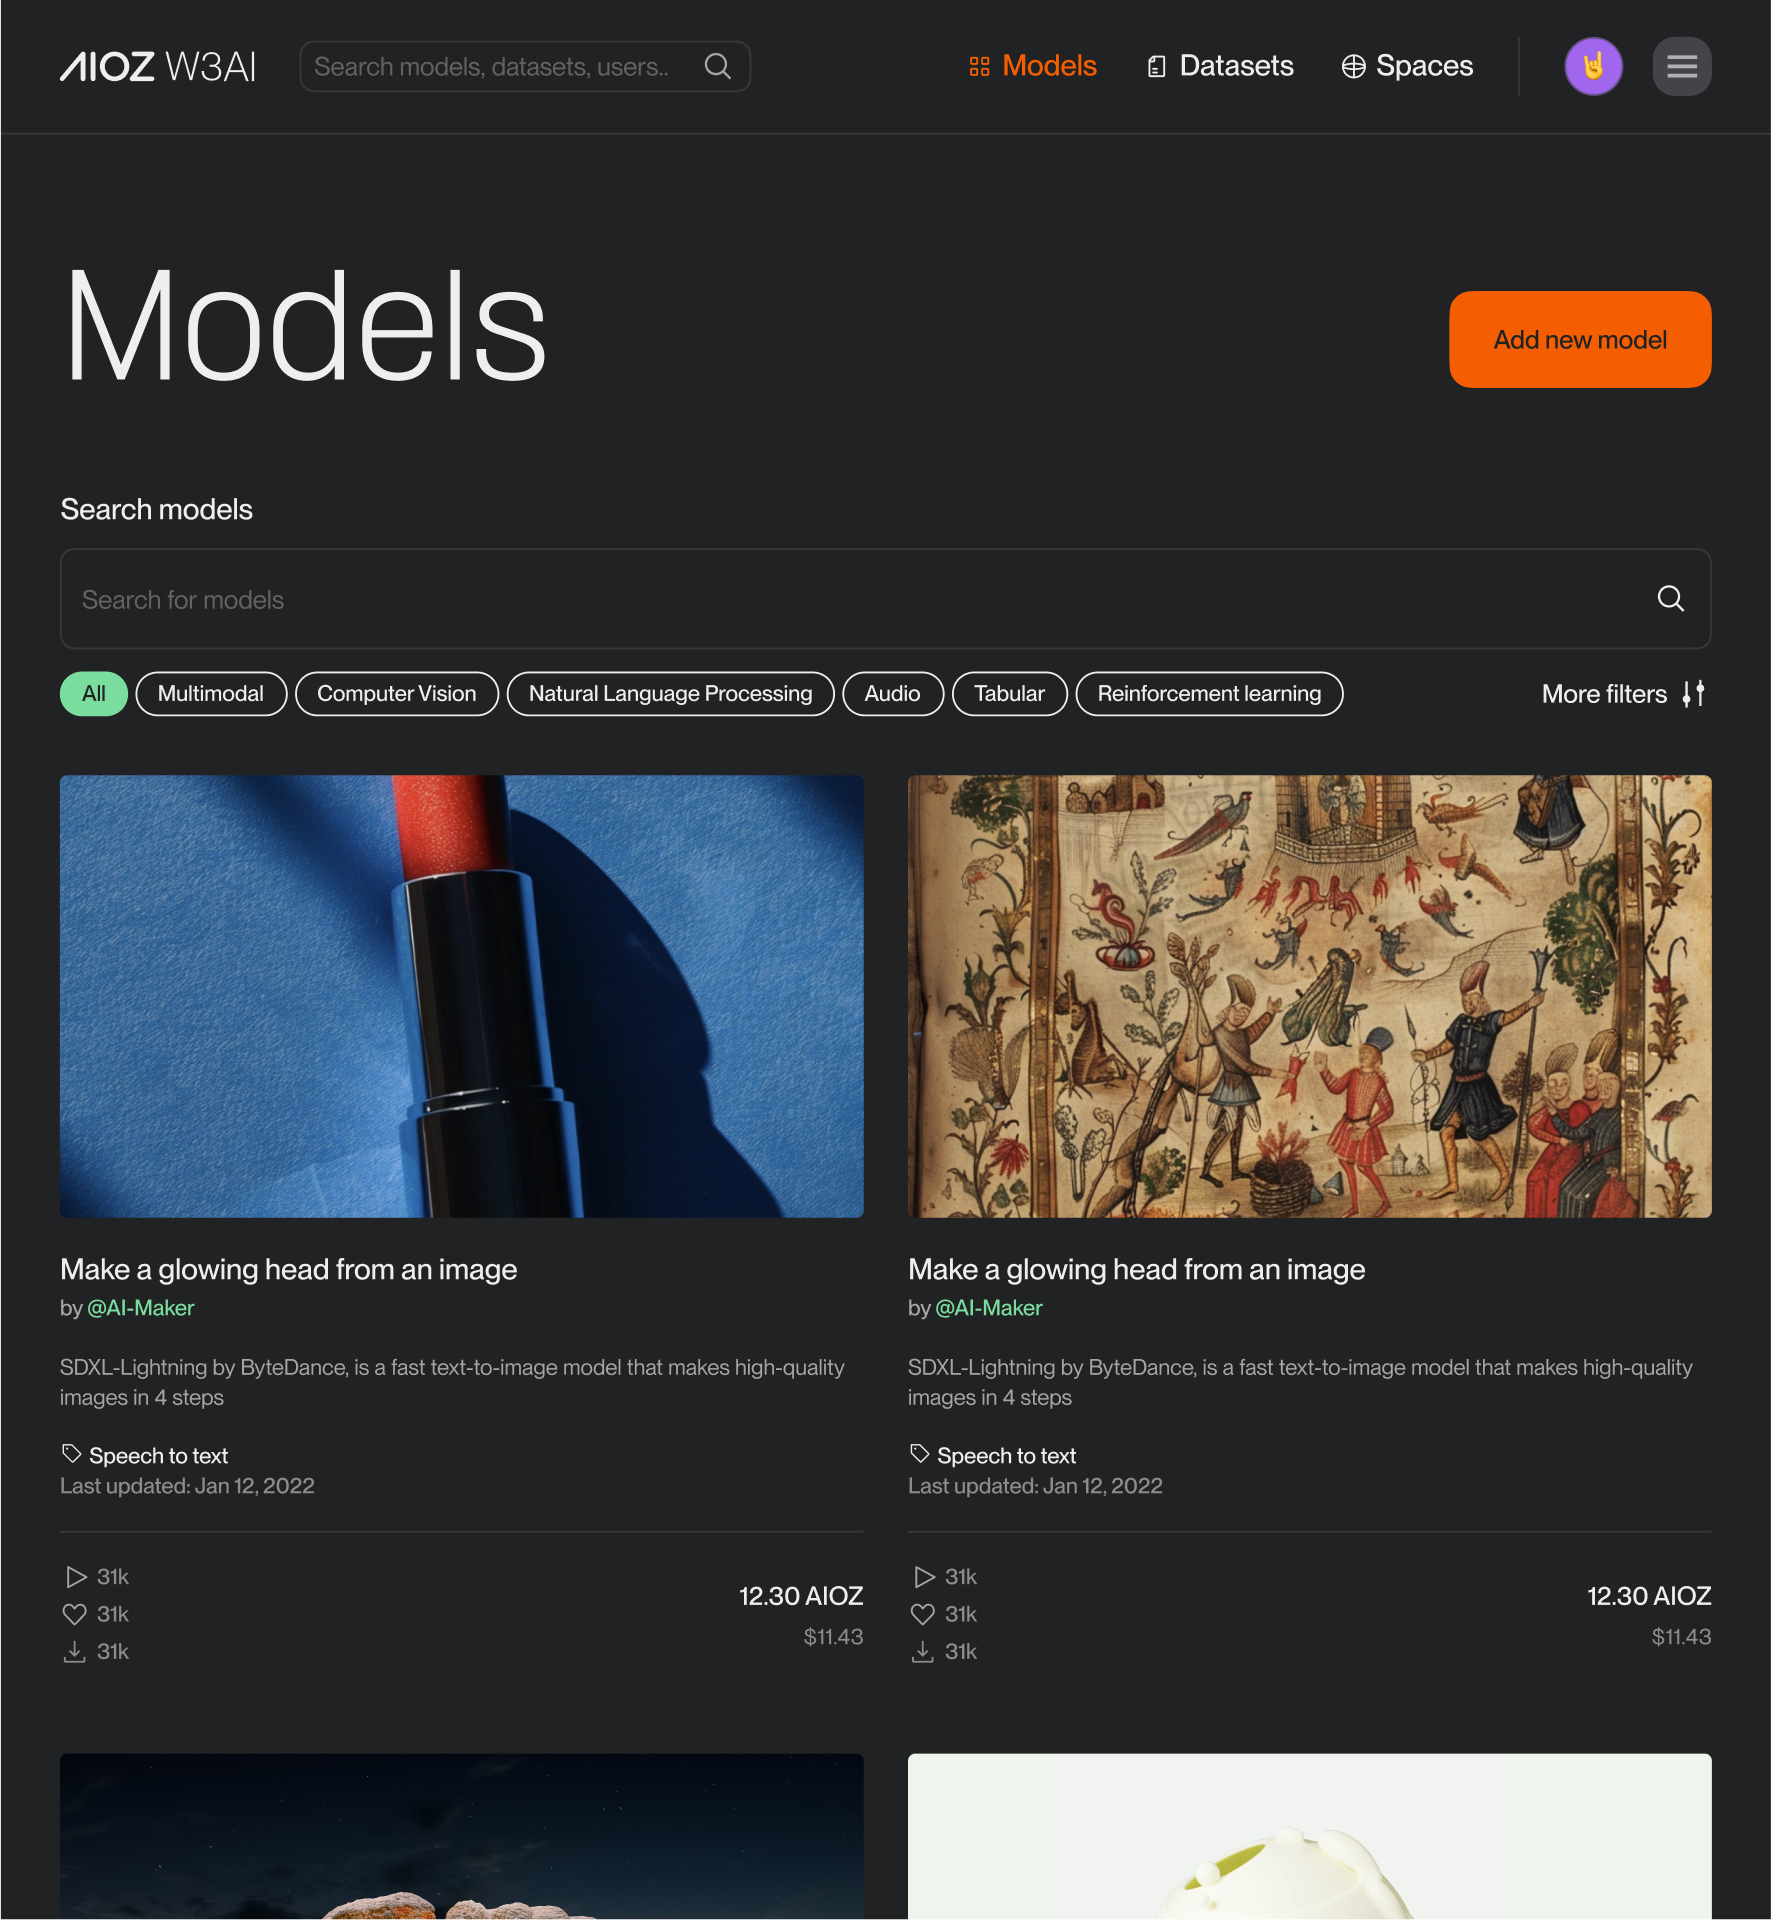 AIOZ W3AI
Search models, datasets, users..
Models
Datasets
Spaces
Models
Add new model
Search models
Search for models
All
Multimodal
Computer Vision
Natural Language Processing
Audio
Tabular
Reinforcement learning
More filters
Make a glowing head from an image
by @AI-Maker
SDXL-Lightning by ByteDance, is a fast text-to-image model that makes high-quality
images in 4 steps
Speech to text
Last updated: Jan 12, 2022
31k
31k
31k
12.30 AIOZ
$11.43
Make a glowing head from an image
by @AI-Maker
SDXL-Lightning by ByteDance, is a fast text-to-image model that makes high-quality
images in 4 steps
Speech to text
Last updated: Jan 12, 2022
31k
31k
31k
12.30 AIOZ
$11.43